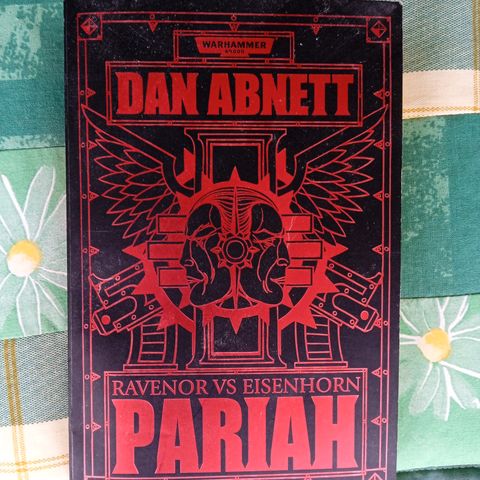 WARHAMMER
40,000
DAN ABNETT
RAVENOR VS EISENHORN
PARIAH